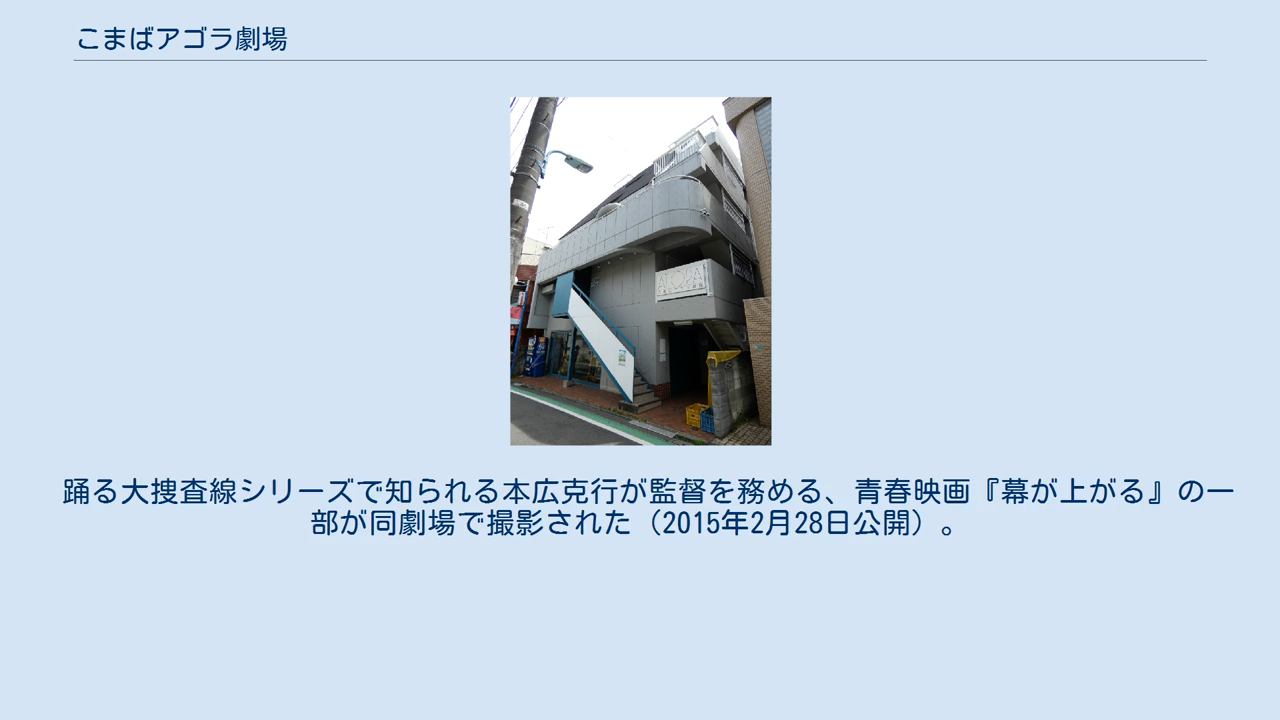 こまばアゴラ劇場
AGORA
踊る大捜査線シリーズで知られる本広克行が監督を務める、青春映画『幕が上がる』の一
部が同劇場で撮影された（2015年2月28日公開）。